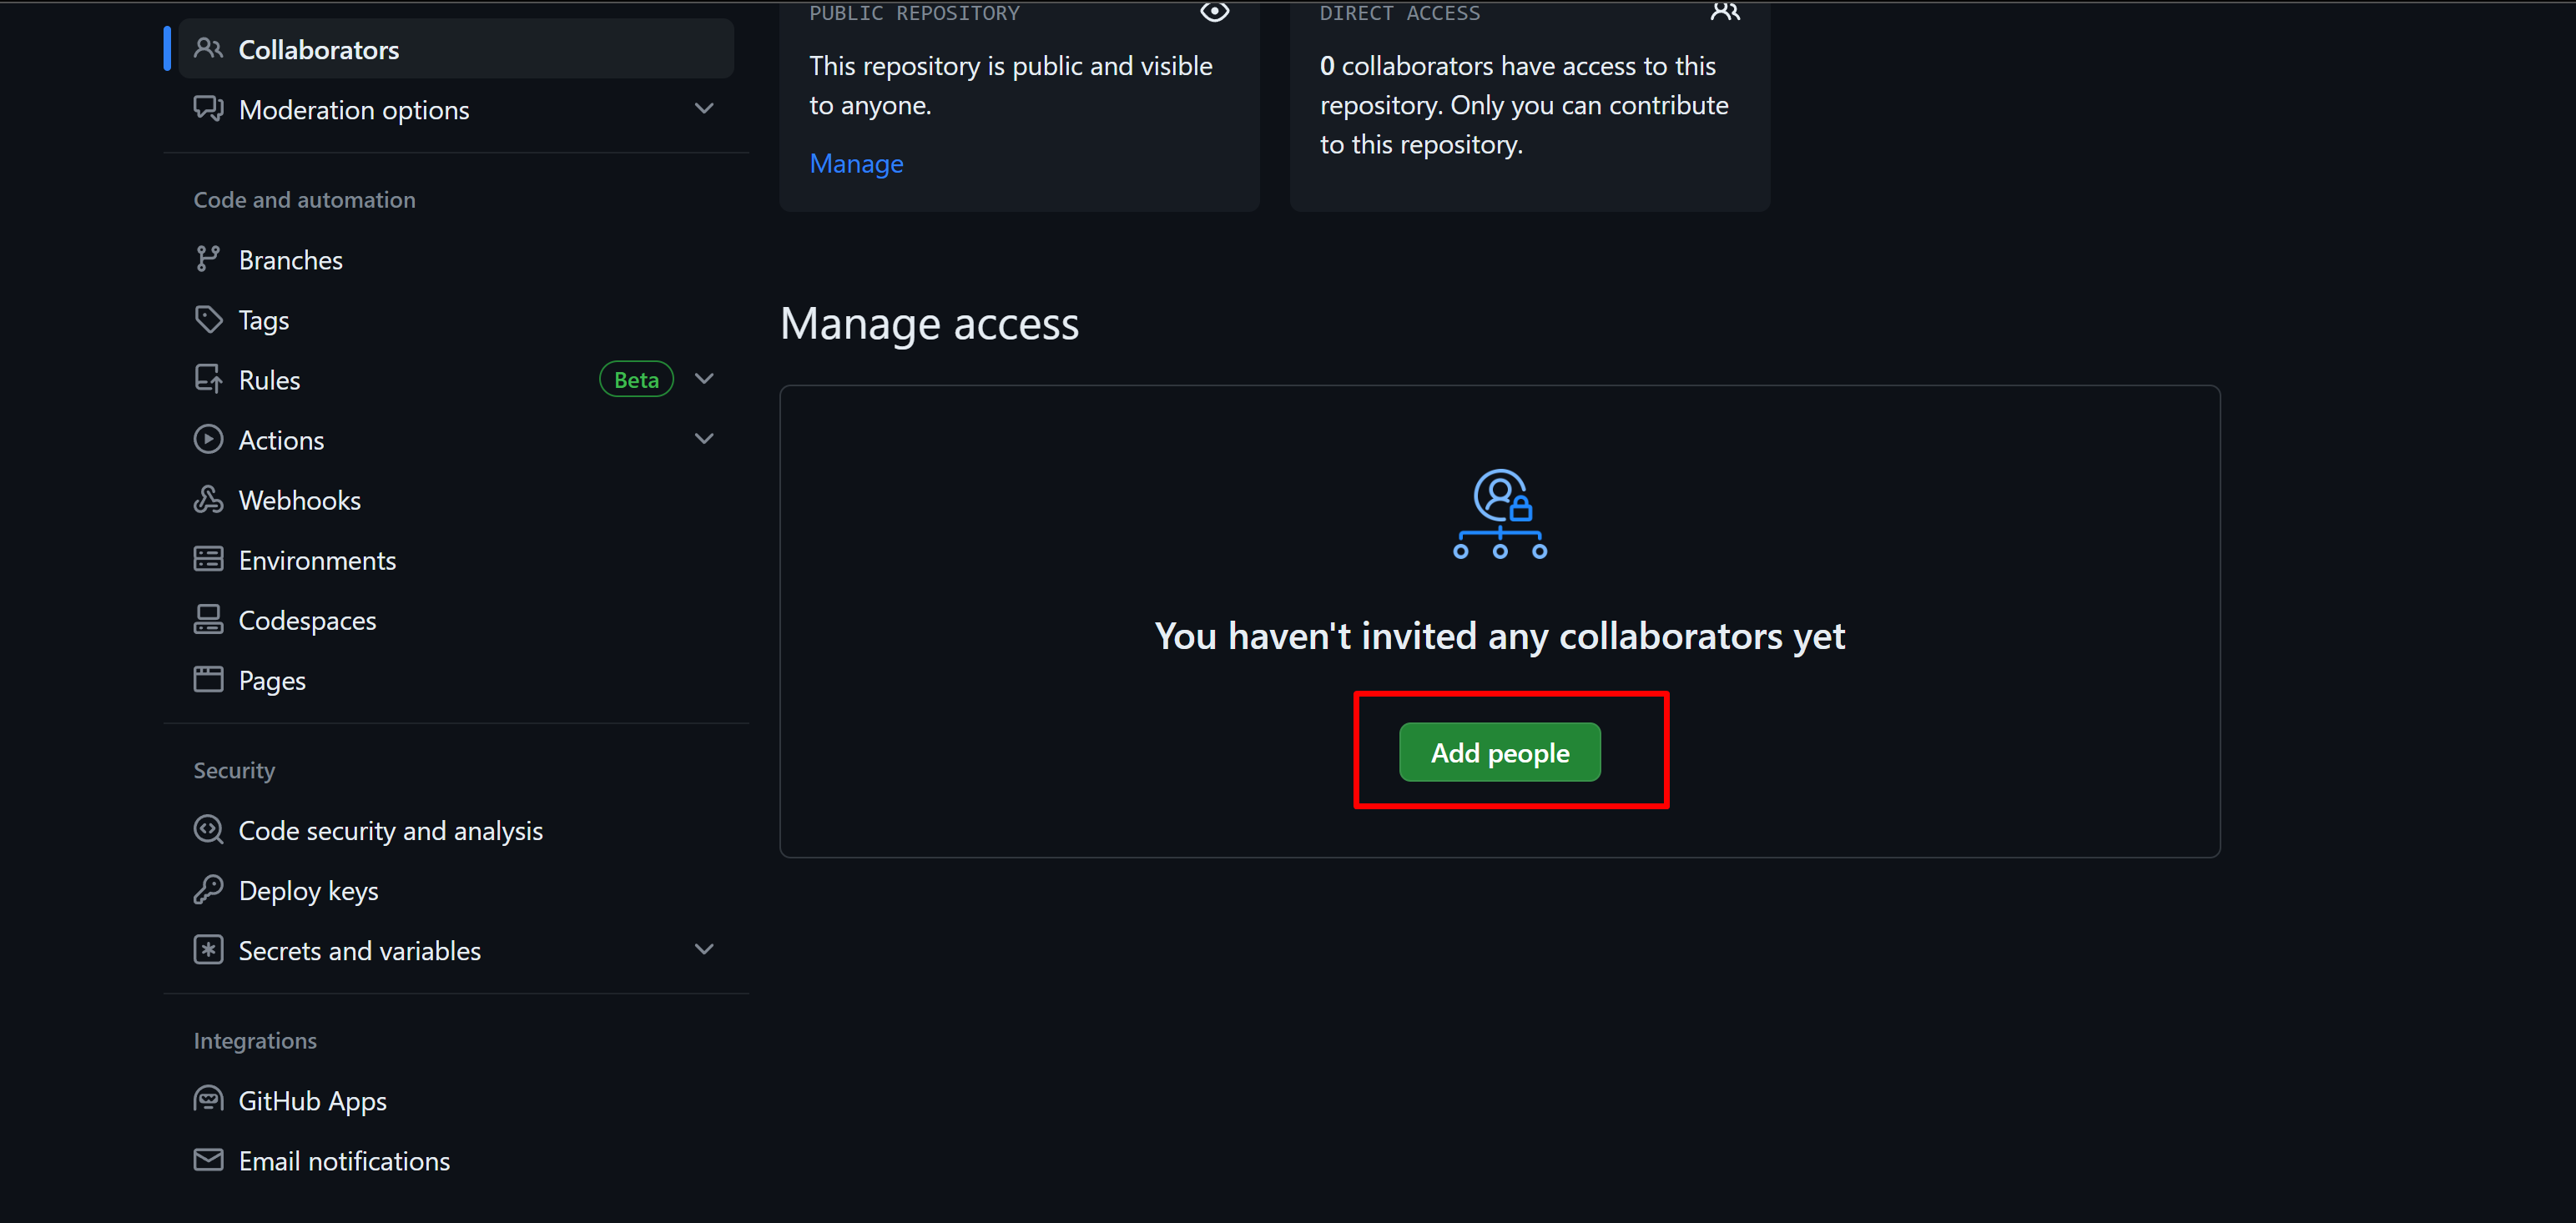 Collaborators
Moderation options
Code and automation
Branches
Tags
Rules
Beta
Actions
Webhooks
Environments
Codespaces
Pages
Security
Code security and analysis
Deploy keys
Secrets and variables
Integrations
GitHub Apps
Email notifications
PUBLIC REPOSITORY
This repository is public and visible
to anyone.
Manage
DIRECT ACCESS
0 collaborators have access to this
repository. Only you can contribute
to this repository.
Manage access
You haven't invited any collaborators yet
Add people